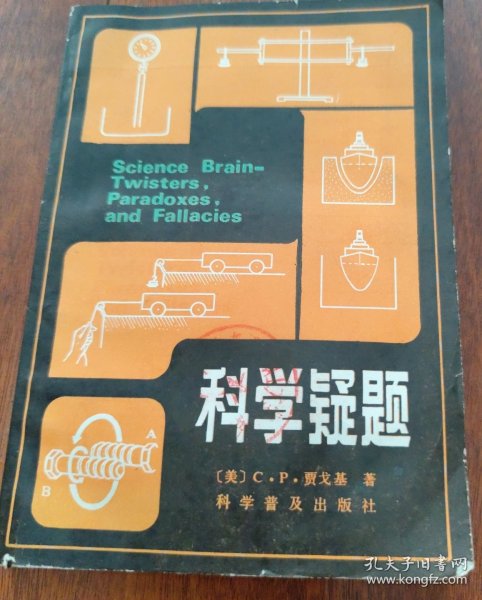 Science Brain-
Twisters,
Paradoxes,
and Fallacies
科学疑题
A
B
〔美〕C·P·贾戈基 著
科学普及出版社
孔夫子旧书网
www.kongfz.com